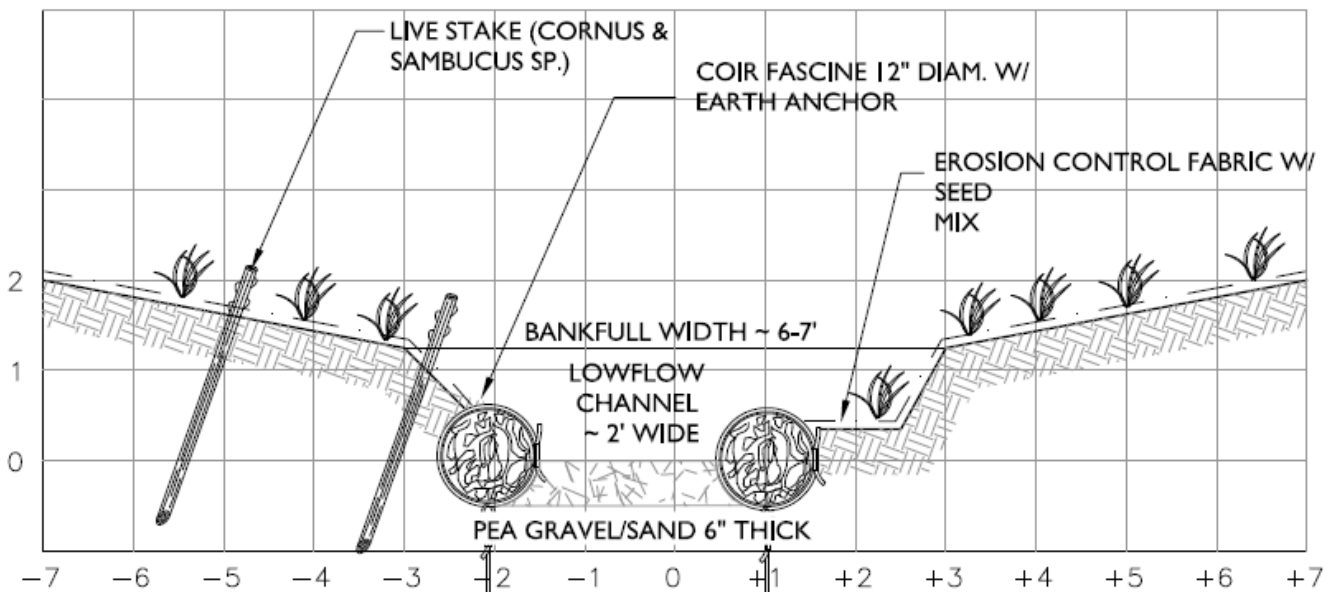 LIVE STAKE (CORNUS &
SAMBUCUS SP.)
COIR FASCINE 12" DIAM. W/
EARTH ANCHOR
EROSION CONTROL FABRIC W/
SEED
MIX
2
BANKFULL WIDTH ~ 6-7'
1
LOWFLOW
CHANNEL
~ 2' WIDE
0
PEA GRAVEL/SAND 6" THICK
-7 -6 -5 -4 -3 -2 -1 0 +1 +2 +3 +4 +5 +6 +7